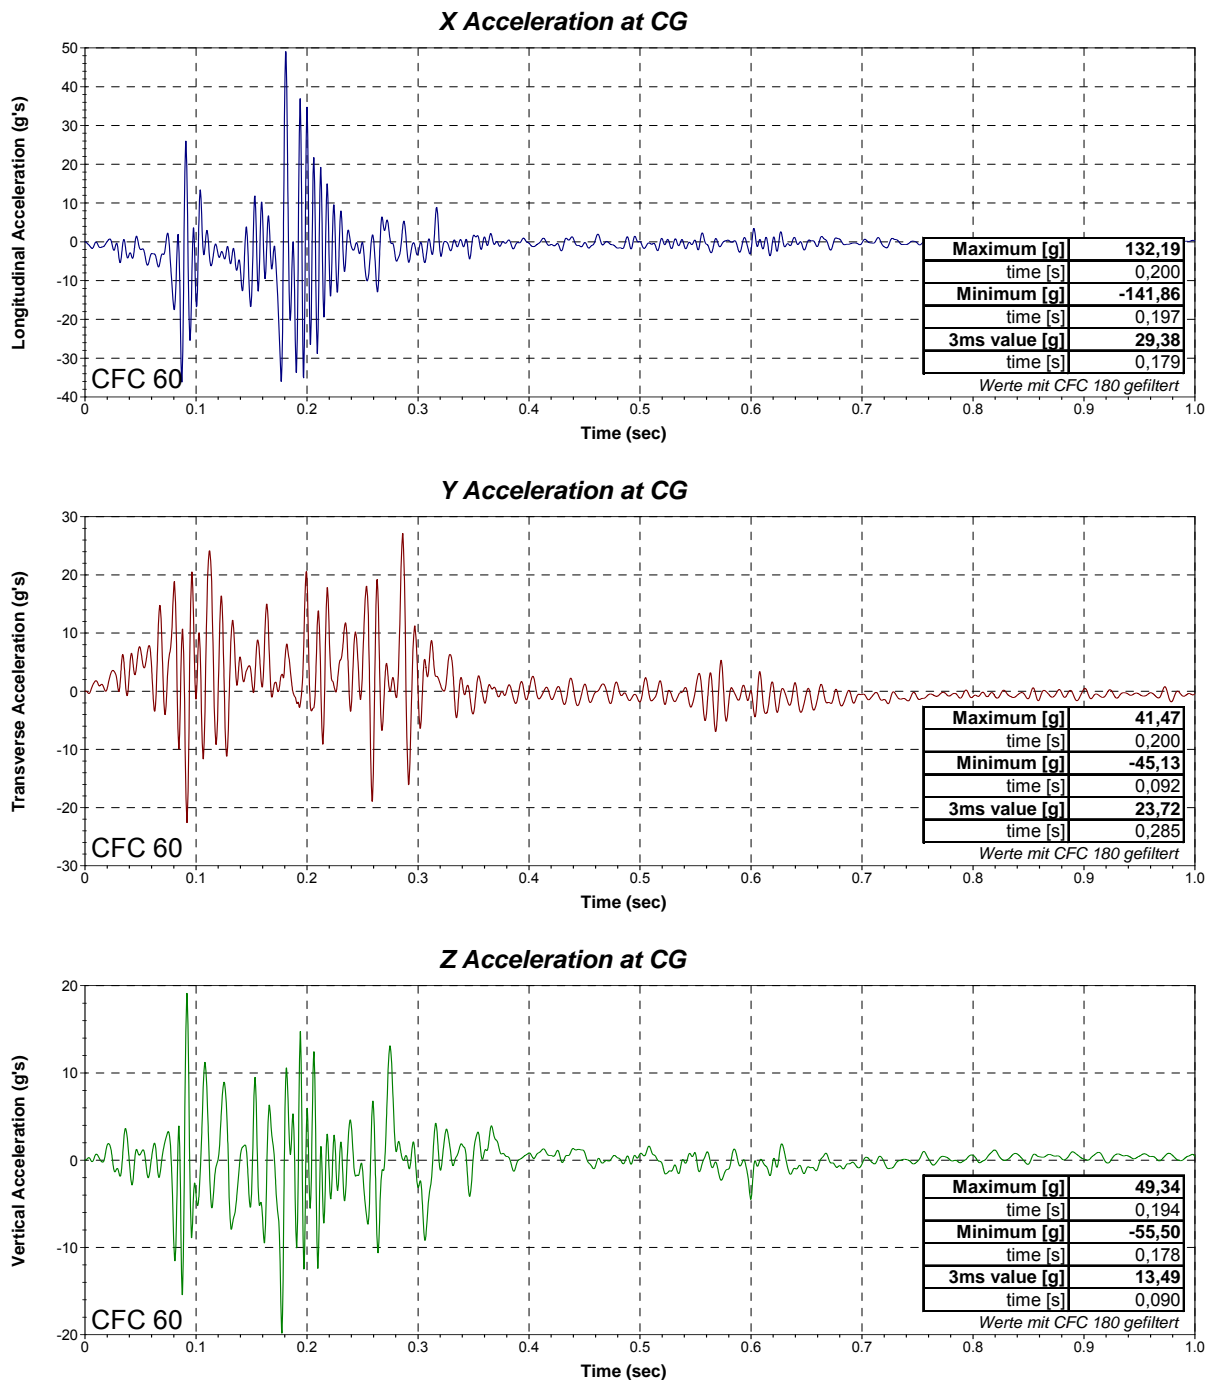 X Acceleration at CG
Longitudinal Acceleration (g's)
50
40
30
20
10
0
-10
-20
-30
-40
CFC 60
Maximum [g] 132,19
time [s] 0,200
Minimum [g] -141,86
time [s] 0,197
3ms value [g] 29,38
time [s] 0,179
Werte mit CFC 180 gefiltert
0 0.1 0.2 0.3 0.4 0.5 0.6 0.7 0.8 0.9 1.0
Time (sec)
Y Acceleration at CG
Transverse Acceleration (g's)
30
20
10
0
-10
-20
-30
CFC 60
Maximum [g] 41,47
time [s] 0,200
Minimum [g] -45,13
time [s] 0,092
3ms value [g] 23,72
time [s] 0,285
Werte mit CFC 180 gefiltert
0 0.1 0.2 0.3 0.4 0.5 0.6 0.7 0.8 0.9 1.0
Time (sec)
Z Acceleration at CG
Vertical Acceleration (g's)
20
10
0
-10
-20
CFC 60
Maximum [g] 49,34
time [s] 0,194
Minimum [g] -55,50
time [s] 0,178
3ms value [g] 13,49
time [s] 0,090
Werte mit CFC 180 gefiltert
0 0.1 0.2 0.3 0.4 0.5 0.6 0.7 0.8 0.9 1.0
Time (sec)